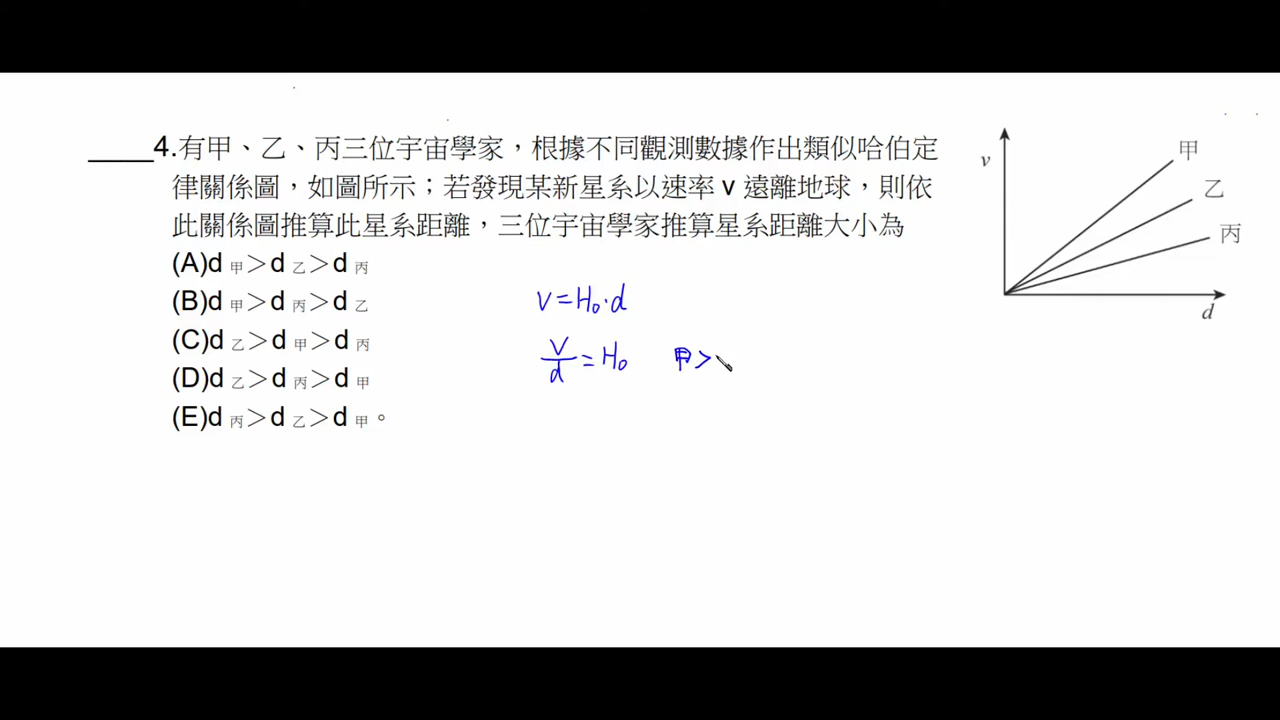 ____4.有甲、乙、丙三位宇宙學家，根據不同觀測數據作出類似哈伯定
律關係圖，如圖所示；若發現某新星系以速率 v 遠離地球，則依
此關係圖推算此星系距離，三位宇宙學家推算星系距離大小為
(A)d 甲＞d 乙＞d 丙
(B)d 甲＞d 丙＞d 乙
(C)d 乙＞d 甲＞d 丙
(D)d 乙＞d 丙＞d 甲
(E)d 丙＞d 乙＞d 甲。
v=H₀·d
v/d=H₀ 甲>
v
甲
乙
丙
d